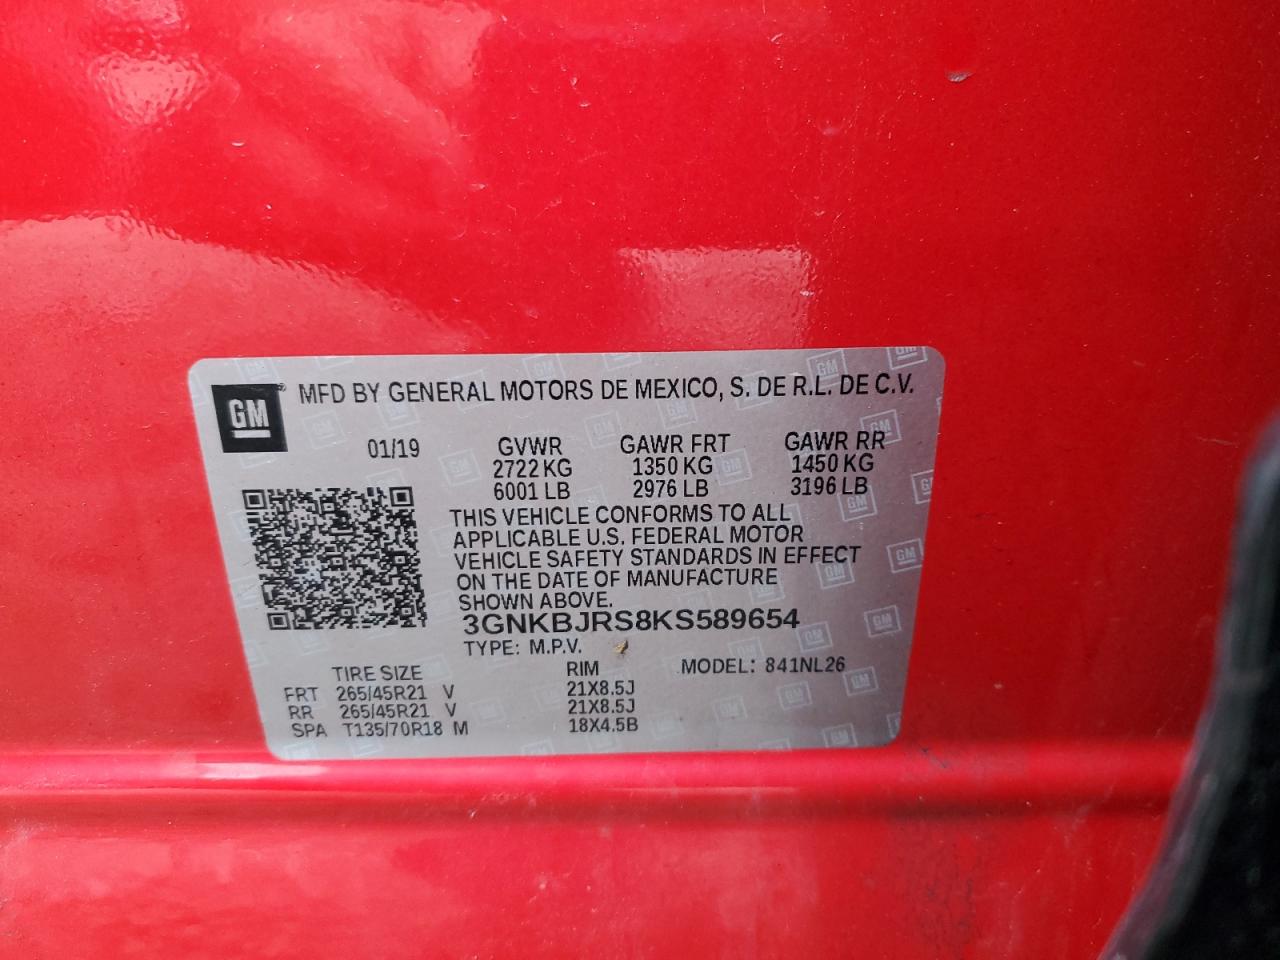 GM ® MFD BY GENERAL MOTORS DE MEXICO, S. DE R.L. DE C.V.
01/19 GVWR GAWR FRT GAWR RR
2722 KG 1350 KG 1450 KG
6001 LB 2976 LB 3196 LB
THIS VEHICLE CONFORMS TO ALL
APPLICABLE U.S. FEDERAL MOTOR
VEHICLE SAFETY STANDARDS IN EFFECT
ON THE DATE OF MANUFACTURE
SHOWN ABOVE.
3GNKBJRS8KS589654
TYPE: M.P.V.
TIRE SIZE RIM MODEL: 841NL26
FRT 265/45R21 V 21X8.5J
RR 265/45R21 V 21X8.5J
SPA T135/70R18 M 18X4.5B